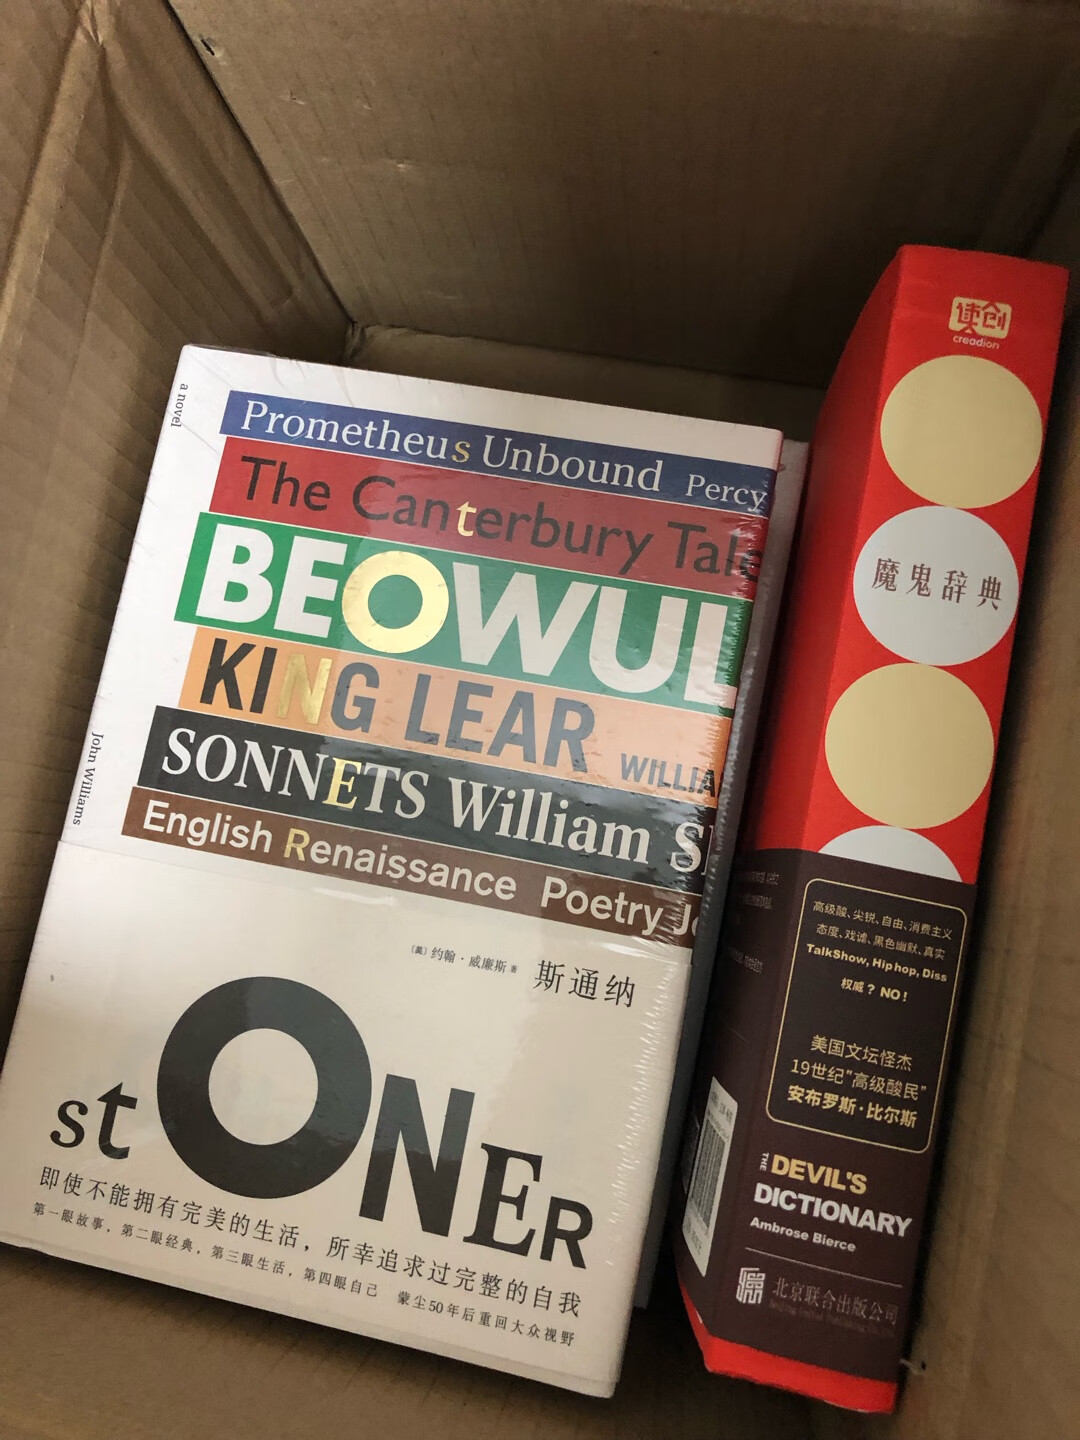 a novel
Prometheus Unbound Percy
The Canterbury Tale
BEOWUL
KING LEAR WILLIA
SONNETS William S
English Renaissance Poetry Jo
John Williams
(美)约翰·威廉斯 著 斯通纳
stONER
即使不能拥有完美的生活，所幸追求过完整的自我
第一眼故事，第二眼经典，第三眼生活，第四眼自己 蒙尘50年后重回大众视野
读创
creadion
魔鬼辞典
高级酸、尖锐、自由、消费主义
态度、戏谑、黑色幽默、真实
TalkShow, Hip hop, Diss
权威？NO！
美国文坛怪杰
19世纪“高级酸民”
安布罗斯·比尔斯
THE DEVIL'S
DICTIONARY
Ambrose Bierce
北京联合出版公司